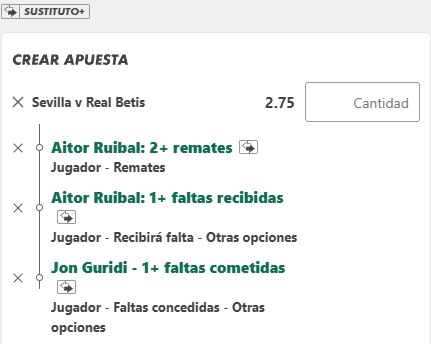 SUSTITUTO+
CREAR APUESTA
Sevilla v Real Betis 2.75 Cantidad
Aitor Ruibal: 2+ remates
Jugador - Remates
Aitor Ruibal: 1+ faltas recibidas
Jugador - Recibirá falta - Otras opciones
Jon Guridi - 1+ faltas cometidas
Jugador - Faltas concedidas - Otras
opciones